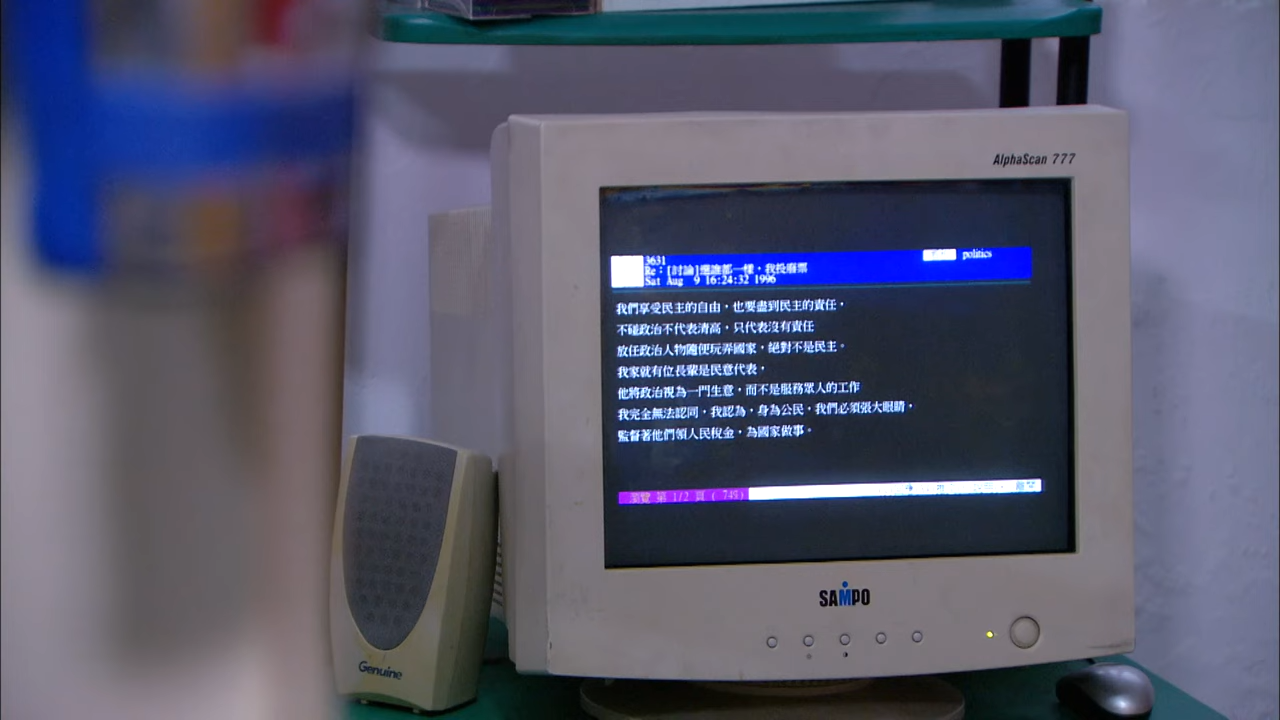 AlphaScan 777
3631
politics
Re：[討論]選誰都一樣，我投廢票
Sat Aug 9 16:24:32 1996
我們享受民主的自由，也要盡到民主的責任，
不碰政治不代表清高，只代表沒有責任
放任政治人物隨便玩弄國家，絕對不是民主。
我家就有位長輩是民意代表，
他將政治視為一門生意，而不是服務眾人的工作
我完全無法認同，我認為，身為公民，我們必須張大眼睛，
監督著他們領人民稅金，為國家做事。
瀏覽 第 1/2 頁 ( 74%)
離開
SAMPO
Genuine